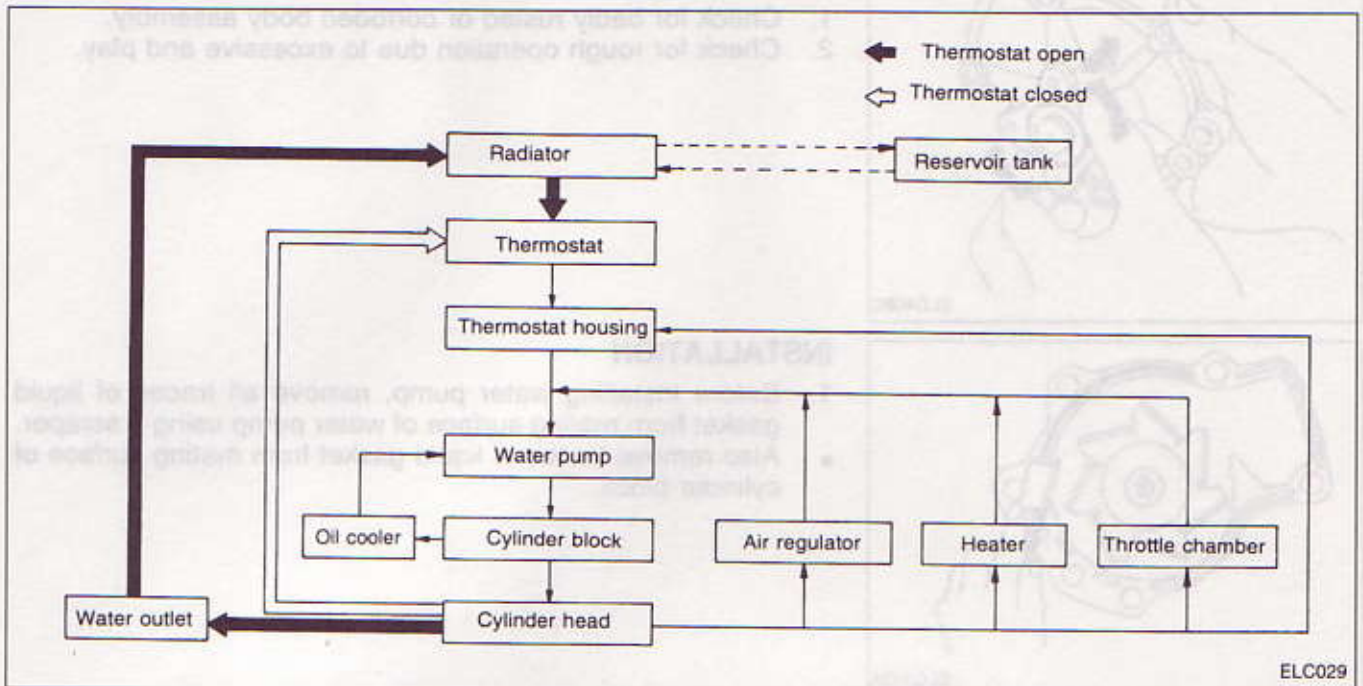 Thermostat open
Thermostat closed
Radiator
Reservoir tank
Thermostat
Thermostat housing
Water pump
Oil cooler
Cylinder block
Air regulator
Heater
Throttle chamber
Water outlet
Cylinder head
ELC029
1. Check for badly rusted or corroded body assembly.
2. Check for rough operation due to excessive end play.
INSTALLATION
1. Before installing water pump, remove all traces of liquid
gasket from mating surface of water pump using a scraper.
• Also remove traces of liquid gasket from mating surface of
cylinder block.